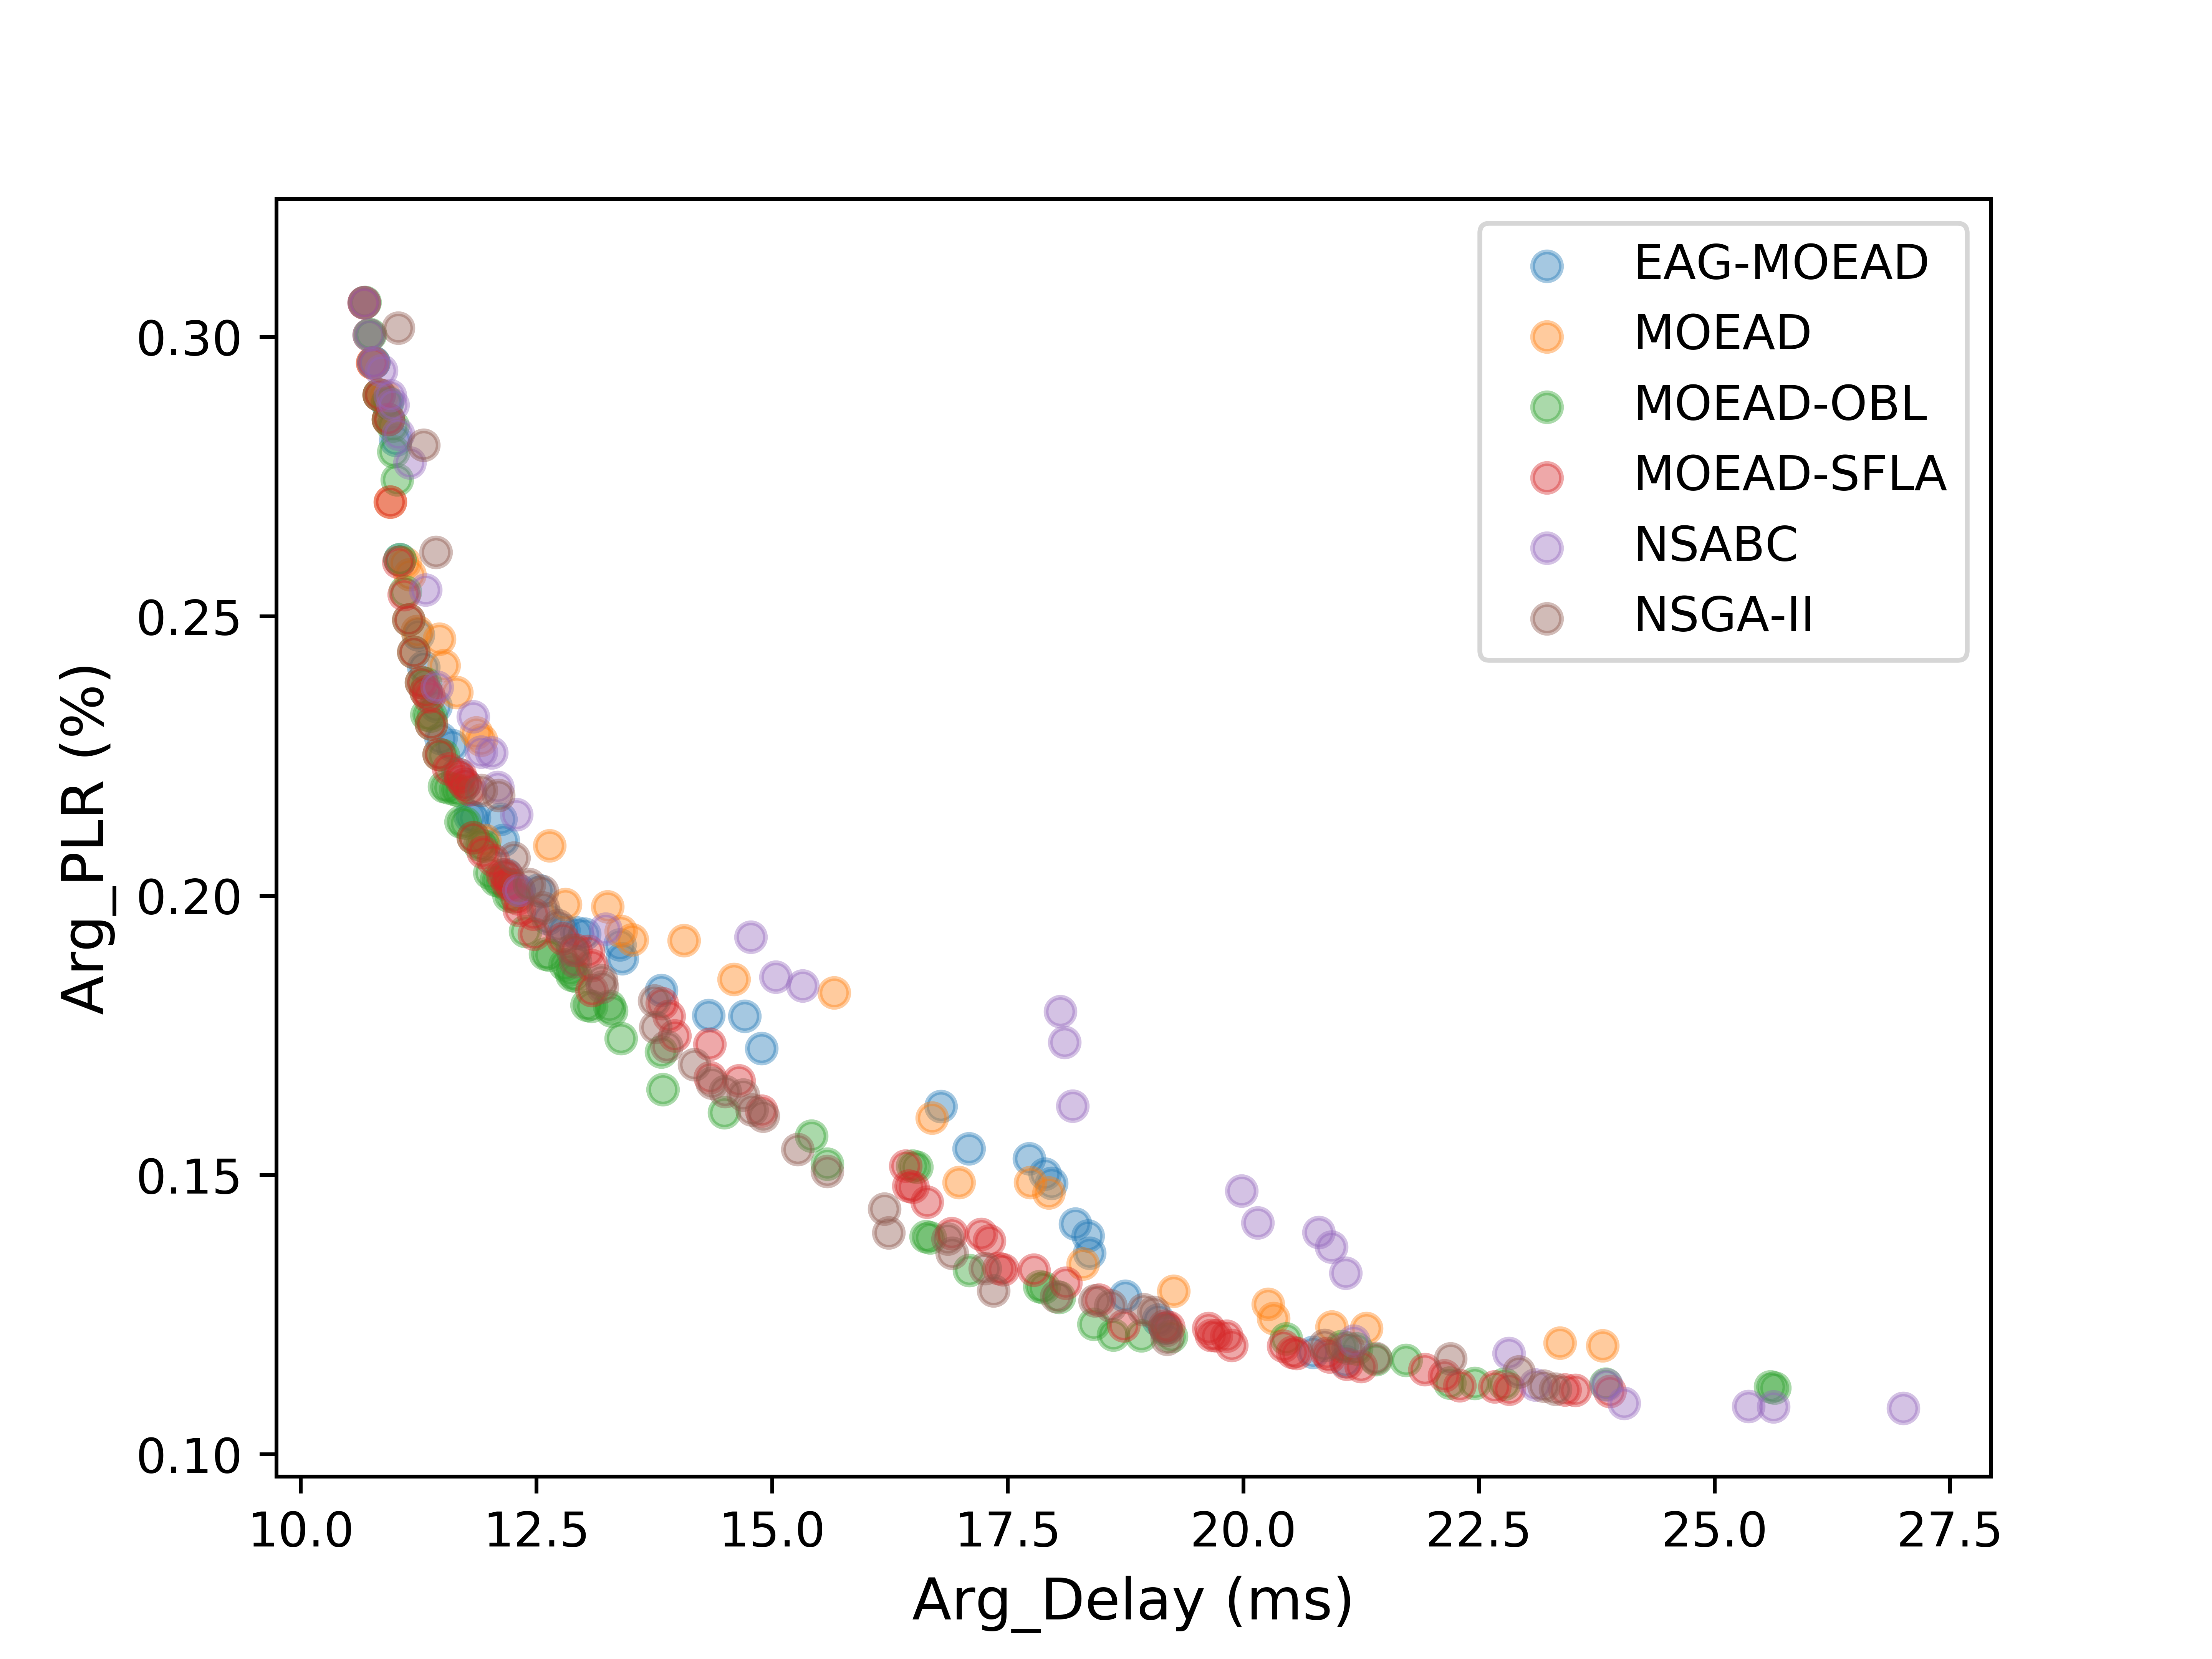 EAG-MOEAD
MOEAD
MOEAD-OBL
MOEAD-SFLA
NSABC
NSGA-II
0.30
0.25
0.20
0.15
0.10
Arg_PLR (%)
10.0 12.5 15.0 17.5 20.0 22.5 25.0 27.5
Arg_Delay (ms)